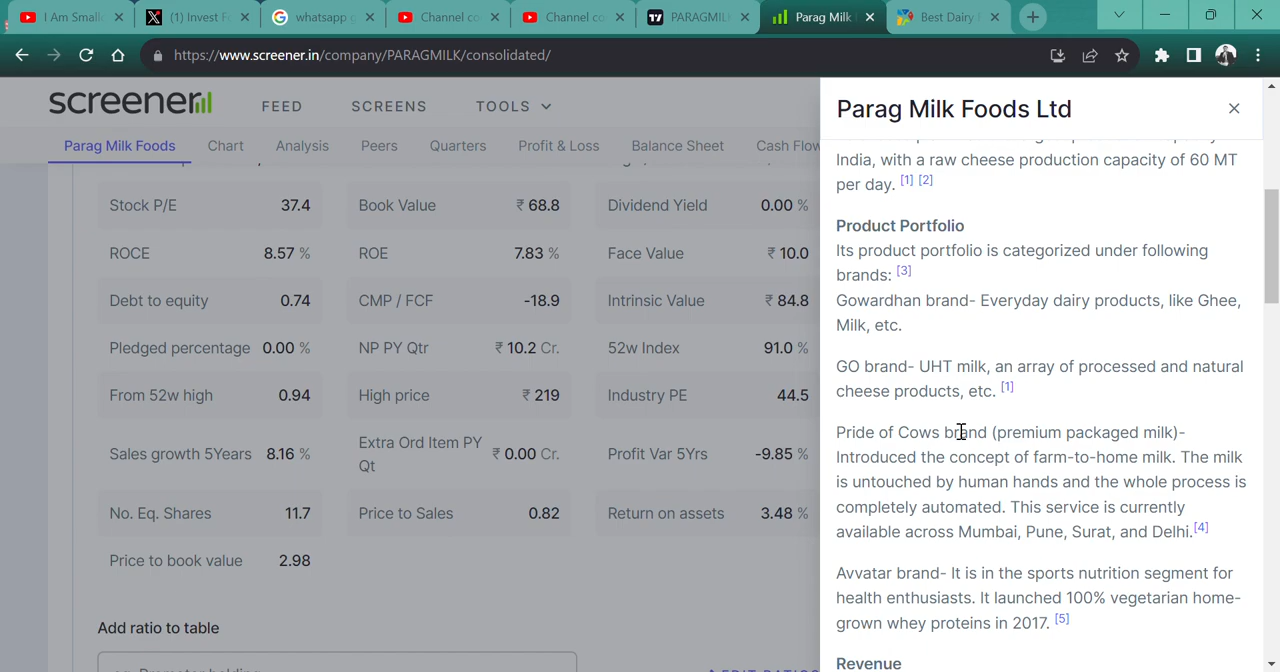 I Am Small
(1) Invest F
whatsapp
Channel co
Channel co
PARAGMIL
Parag Milk
Best Dairy
https://www.screener.in/company/PARAGMILK/consolidated/
screener
FEED
SCREENS
TOOLS
Parag Milk Foods
Chart
Analysis
Peers
Quarters
Profit & Loss
Balance Sheet
Cash Flow
Stock P/E 37.4
Book Value ₹ 68.8
Dividend Yield 0.00 %
ROCE 8.57 %
ROE 7.83 %
Face Value ₹ 10.0
Debt to equity 0.74
CMP / FCF -18.9
Intrinsic Value ₹ 84.8
Pledged percentage 0.00 %
NP PY Qtr ₹ 10.2 Cr.
52w Index 91.0 %
From 52w high 0.94
High price ₹ 219
Industry PE 44.5
Sales growth 5Years 8.16 %
Extra Ord Item PY
Qt ₹ 0.00 Cr.
Profit Var 5Yrs -9.85 %
No. Eq. Shares 11.7
Price to Sales 0.82
Return on assets 3.48 %
Price to book value 2.98
Add ratio to table
Parag Milk Foods Ltd
India, with a raw cheese production capacity of 60 MT
per day. [1] [2]
Product Portfolio
Its product portfolio is categorized under following
brands: [3]
Gowardhan brand- Everyday dairy products, like Ghee,
Milk, etc.
GO brand- UHT milk, an array of processed and natural
cheese products, etc. [1]
Pride of Cows brand (premium packaged milk)-
Introduced the concept of farm-to-home milk. The milk
is untouched by human hands and the whole process is
completely automated. This service is currently
available across Mumbai, Pune, Surat, and Delhi.[4]
Avvatar brand- It is in the sports nutrition segment for
health enthusiasts. It launched 100% vegetarian home-
grown whey proteins in 2017. [5]
Revenue